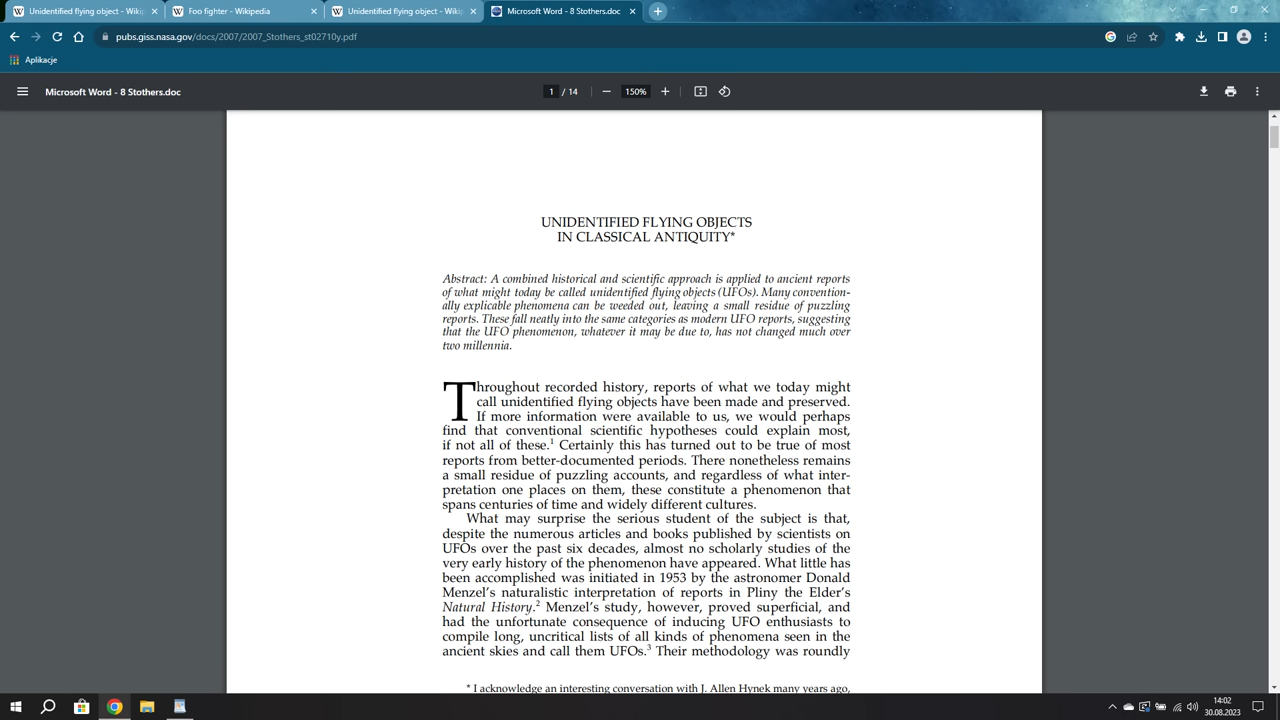 Unidentified flying object - Wikip
Foo fighter - Wikipedia
Unidentified flying object - Wikip
Microsoft Word - 8 Stothers.doc
pubs.giss.nasa.gov/docs/2007/2007_Stothers_st02710y.pdf
Aplikacje
Microsoft Word - 8 Stothers.doc
1 / 14
150%
UNIDENTIFIED FLYING OBJECTS
IN CLASSICAL ANTIQUITY*
Abstract: A combined historical and scientific approach is applied to ancient reports
of what might today be called unidentified flying objects (UFOs). Many convention-
ally explicable phenomena can be weeded out, leaving a small residue of puzzling
reports. These fall neatly into the same categories as modern UFO reports, suggesting
that the UFO phenomenon, whatever it may be due to, has not changed much over
two millennia.
Throughout recorded history, reports of what we today might
call unidentified flying objects have been made and preserved.
If more information were available to us, we would perhaps
find that conventional scientific hypotheses could explain most,
if not all of these.1 Certainly this has turned out to be true of most
reports from better-documented periods. There nonetheless remains
a small residue of puzzling accounts, and regardless of what inter-
pretation one places on them, these constitute a phenomenon that
spans centuries of time and widely different cultures.
What may surprise the serious student of the subject is that,
despite the numerous articles and books published by scientists on
UFOs over the past six decades, almost no scholarly studies of the
very early history of the phenomenon have appeared. What little has
been accomplished was initiated in 1953 by the astronomer Donald
Menzel's naturalistic interpretation of reports in Pliny the Elder's
Natural History.2 Menzel's study, however, proved superficial, and
had the unfortunate consequence of inducing UFO enthusiasts to
compile long, uncritical lists of all kinds of phenomena seen in the
ancient skies and call them UFOs.3 Their methodology was roundly
* I acknowledge an interesting conversation with J. Allen Hynek many years ago,
14:02
30.08.2023